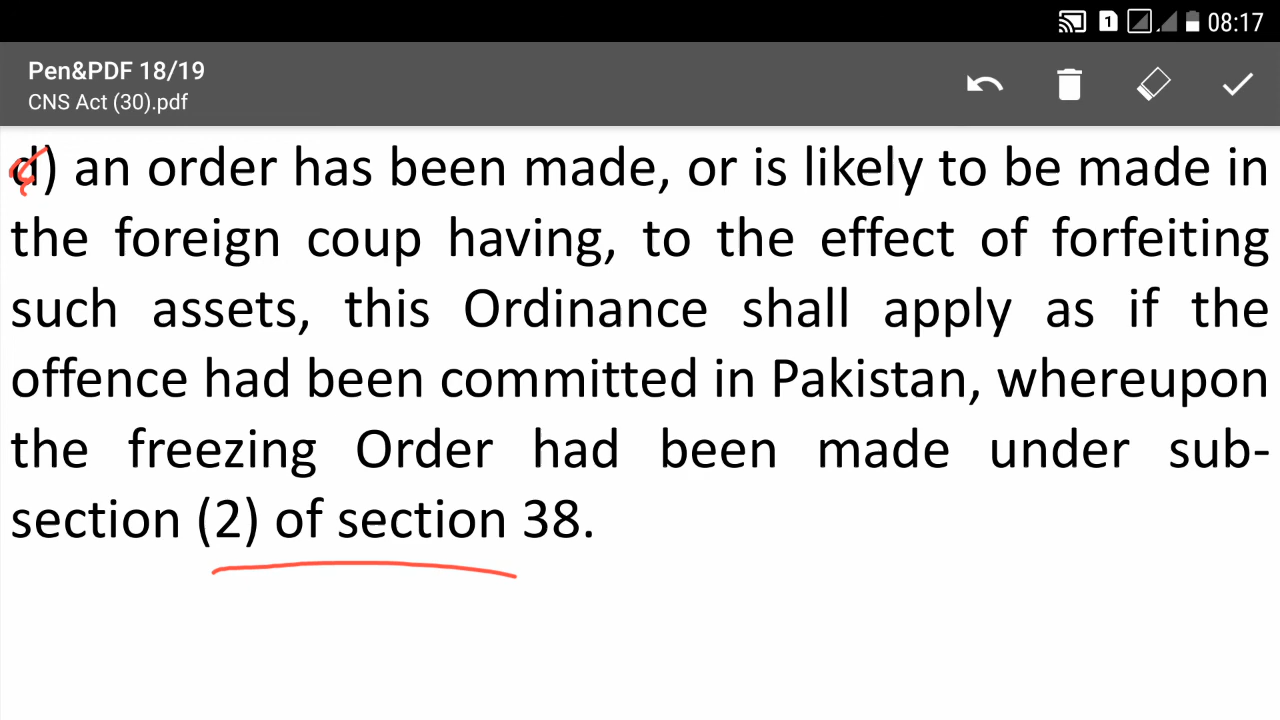 1
08:17
Pen&PDF 18/19
CNS Act (30).pdf
d) an order has been made, or is likely to be made in
the foreign coup having, to the effect of forfeiting
such assets, this Ordinance shall apply as if the
offence had been committed in Pakistan, whereupon
the freezing Order had been made under sub-
section (2) of section 38.